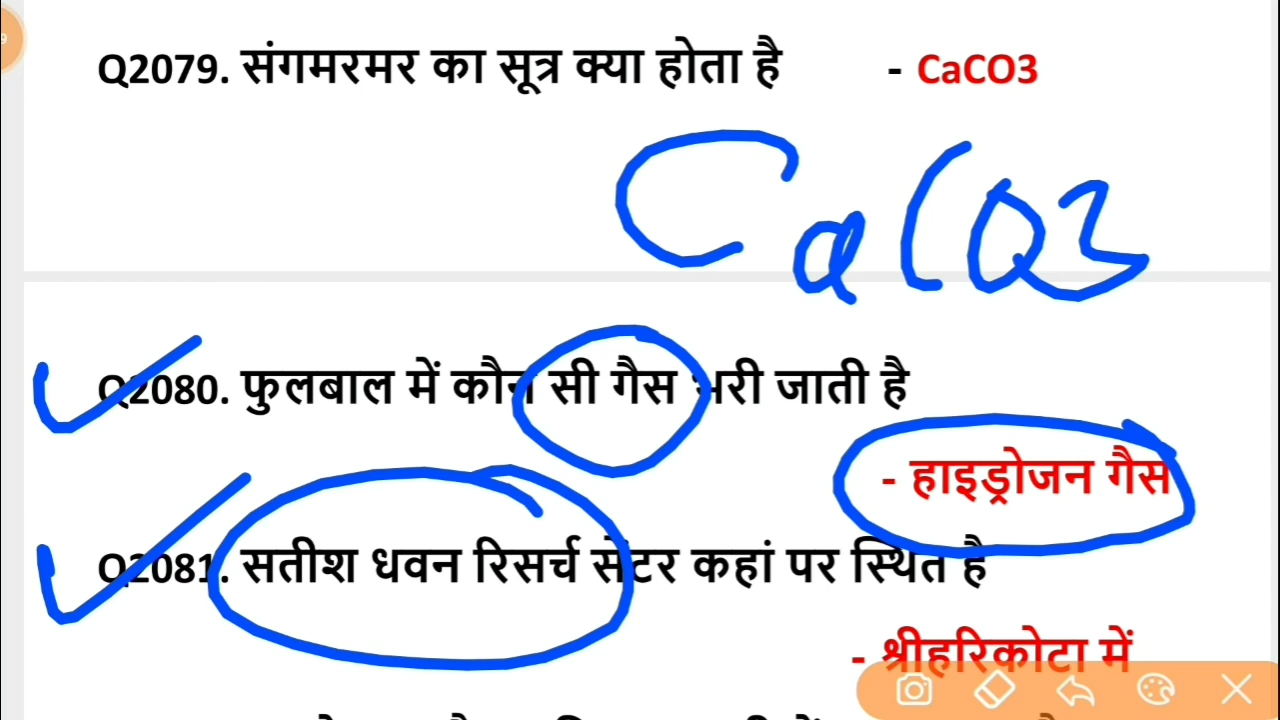 Q2079. संगमरमर का सूत्र क्या होता है - CaCO3
CaCO3
Q2080. फुलबाल में कौन सी गैस भरी जाती है
- हाइड्रोजन गैस
Q2081. सतीश धवन रिसर्च सेंटर कहां पर स्थित है
- श्रीहरिकोटा में